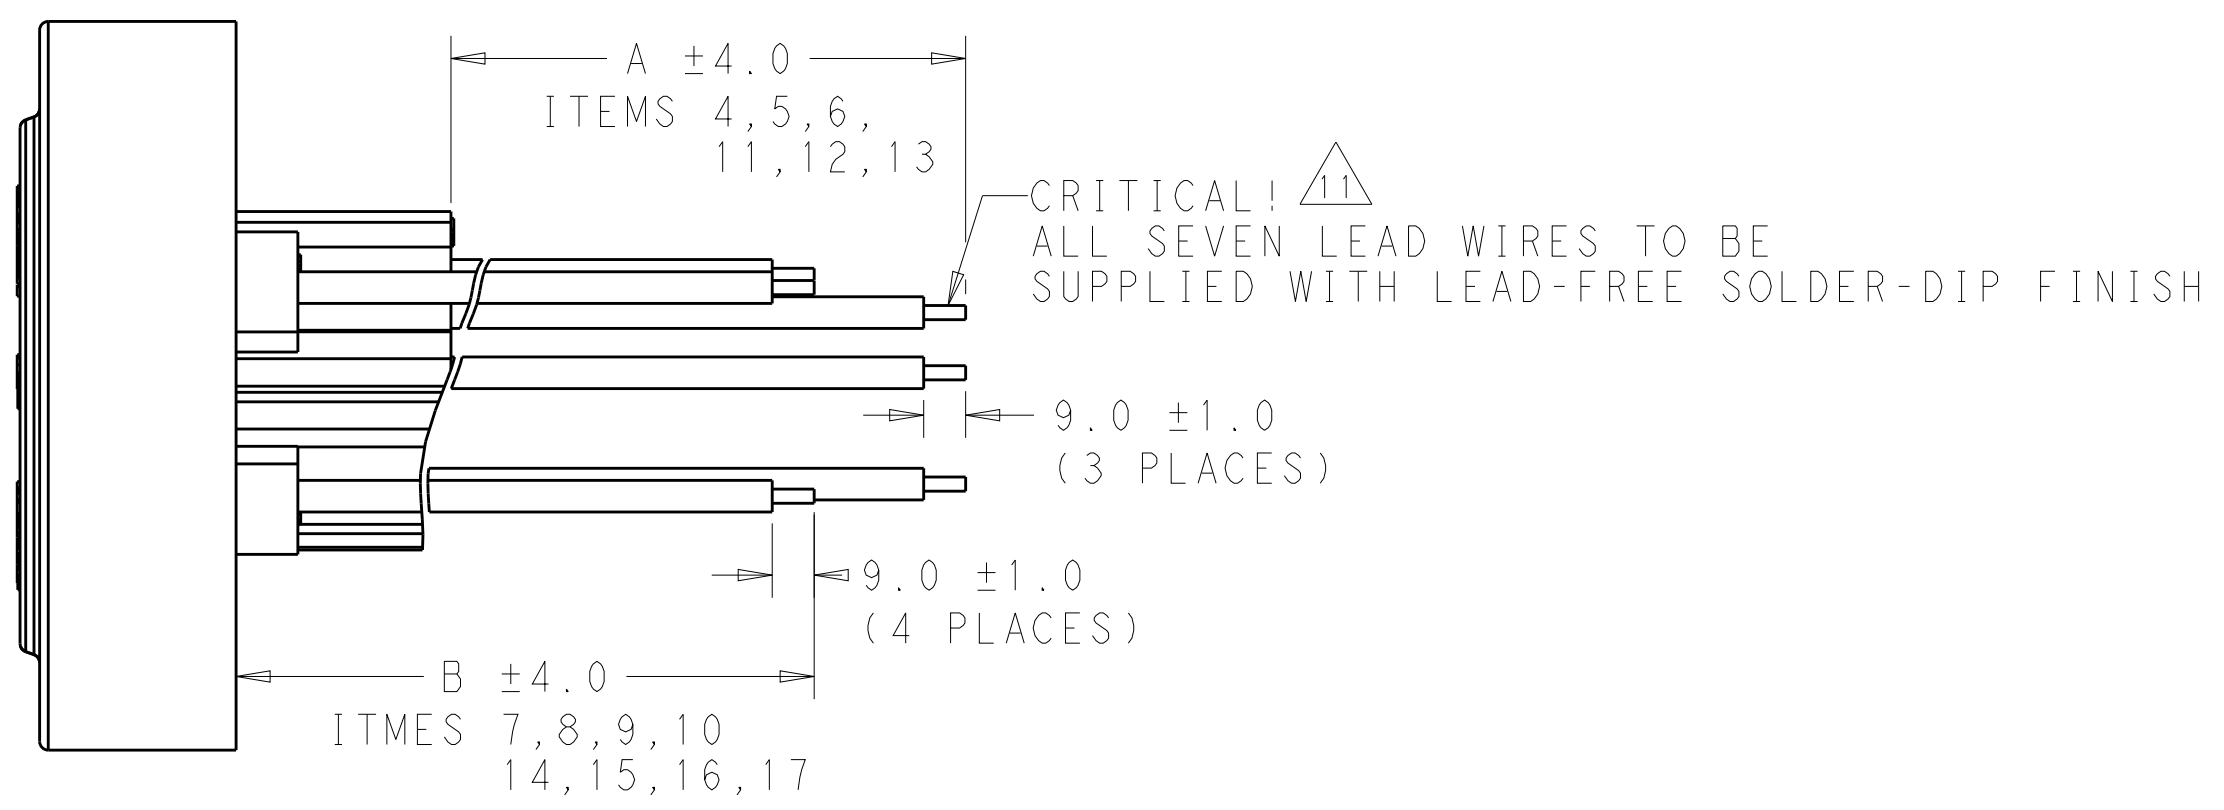 A ±4.0
ITEMS 4,5,6,
11,12,13
CRITICAL! 11
ALL SEVEN LEAD WIRES TO BE
SUPPLIED WITH LEAD-FREE SOLDER-DIP FINISH
9.0 ±1.0
(3 PLACES)
9.0 ±1.0
(4 PLACES)
B ±4.0
ITMES 7,8,9,10
14,15,16,17